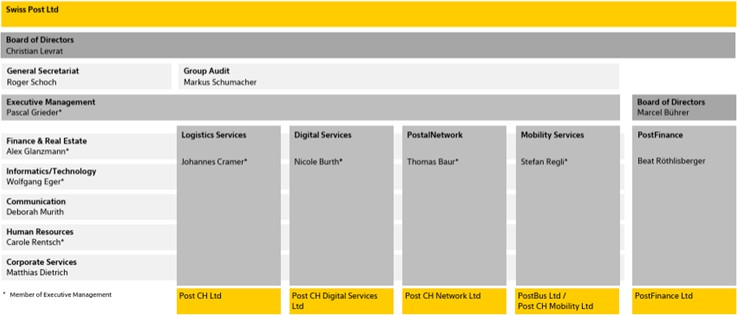 Swiss Post Ltd
Board of Directors
Christian Levrat
General Secretariat
Roger Schoch
Group Audit
Markus Schumacher
Executive Management
Pascal Grieder*
Board of Directors
Marcel Bührer
Finance & Real Estate
Alex Glanzmann*
Informatics/Technology
Wolfgang Eger*
Communication
Deborah Murith
Human Resources
Carole Rentsch*
Corporate Services
Matthias Dietrich
Logistics Services
Johannes Cramer*
Digital Services
Nicole Burth*
PostalNetwork
Thomas Baur*
Mobility Services
Stefan Regli*
PostFinance
Beat Röthlisberger
* Member of Executive Management
Post CH Ltd
Post CH Digital Services
Ltd
Post CH Network Ltd
PostBus Ltd /
Post CH Mobility Ltd
PostFinance Ltd